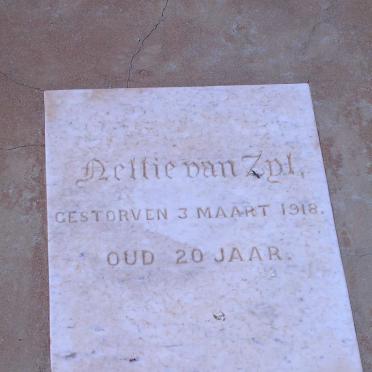 Nellie van Zyl,
GESTORVEN 3 MAART 1918.
OUD 20 JAAR.